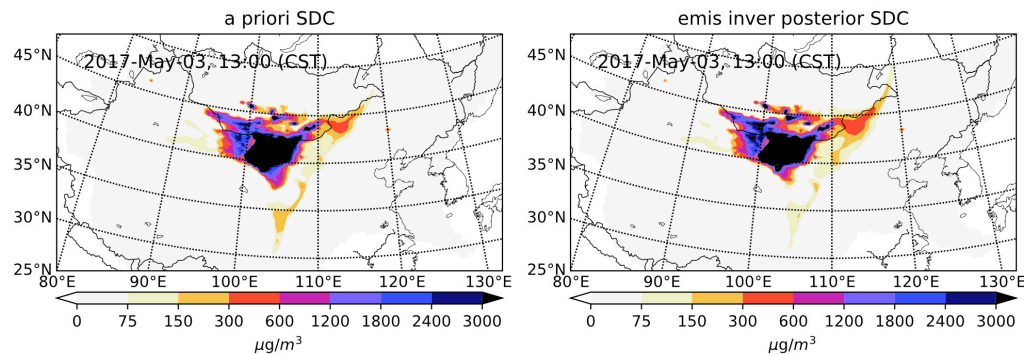 a priori SDC
emis inver posterior SDC
2017-May-03, 13:00 (CST)
2017-May-03, 13:00 (CST)
45°N
40°N
35°N
30°N
25°N
80°E
90°E
100°E
110°E
120°E
130°E
45°N
40°N
35°N
30°N
25°N
80°E
90°E
100°E
110°E
120°E
130°E
0 75 150 300 600 1200 1800 2400 3000
0 75 150 300 600 1200 1800 2400 3000
μg/m³
μg/m³